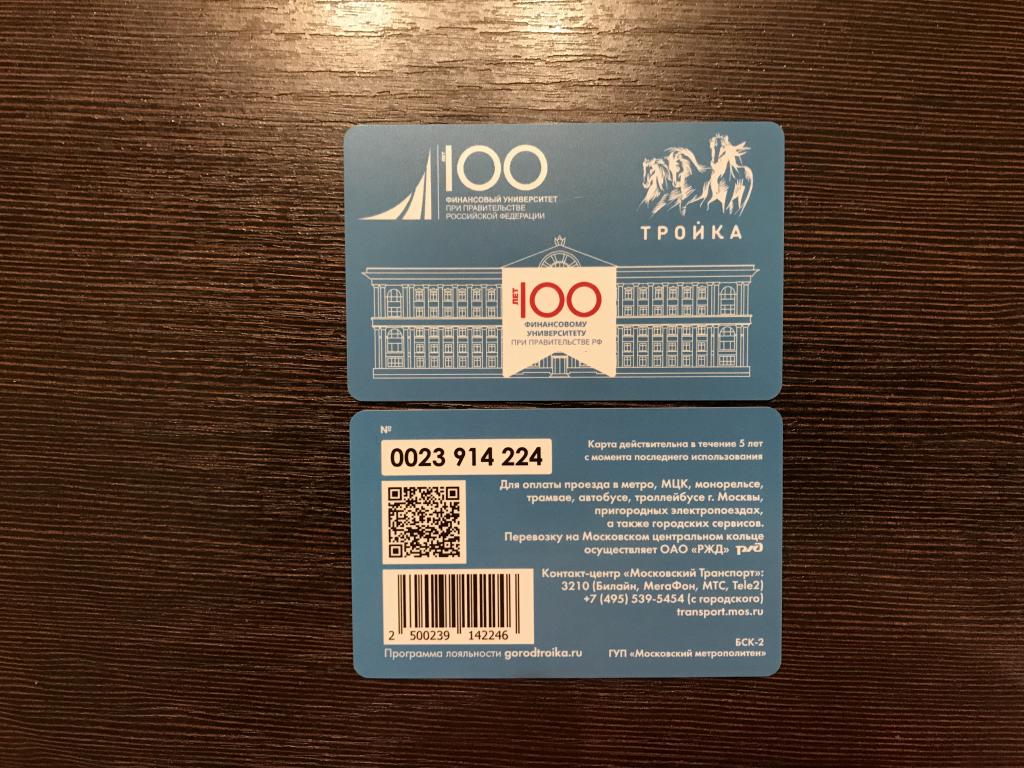 ЛЕТ 100
ФИНАНСОВЫЙ УНИВЕРСИТЕТ
ПРИ ПРАВИТЕЛЬСТВЕ
РОССИЙСКОЙ ФЕДЕРАЦИИ
ТРОЙКА
ЛЕТ 100
ФИНАНСОВОМУ
УНИВЕРСИТЕТУ
ПРИ ПРАВИТЕЛЬСТВЕ РФ
№
0023 914 224
Карта действительна в течение 5 лет
с момента последнего использования
Для оплаты проезда в метро, МЦК, монорельсе,
трамвае, автобусе, троллейбусе г. Москвы,
пригородных электропоездах,
а также городских сервисов.
Перевозку на Московском центральном кольце
осуществляет ОАО «РЖД» РЖД
Контакт-центр «Московский Транспорт»:
3210 (Билайн, МегаФон, МТС, Tele2)
+7 (495) 539-5454 (с городского)
transport.mos.ru
2 500239 142246
Программа лояльности gorodtroika.ru
БСК-2
ГУП «Московский метрополитен»